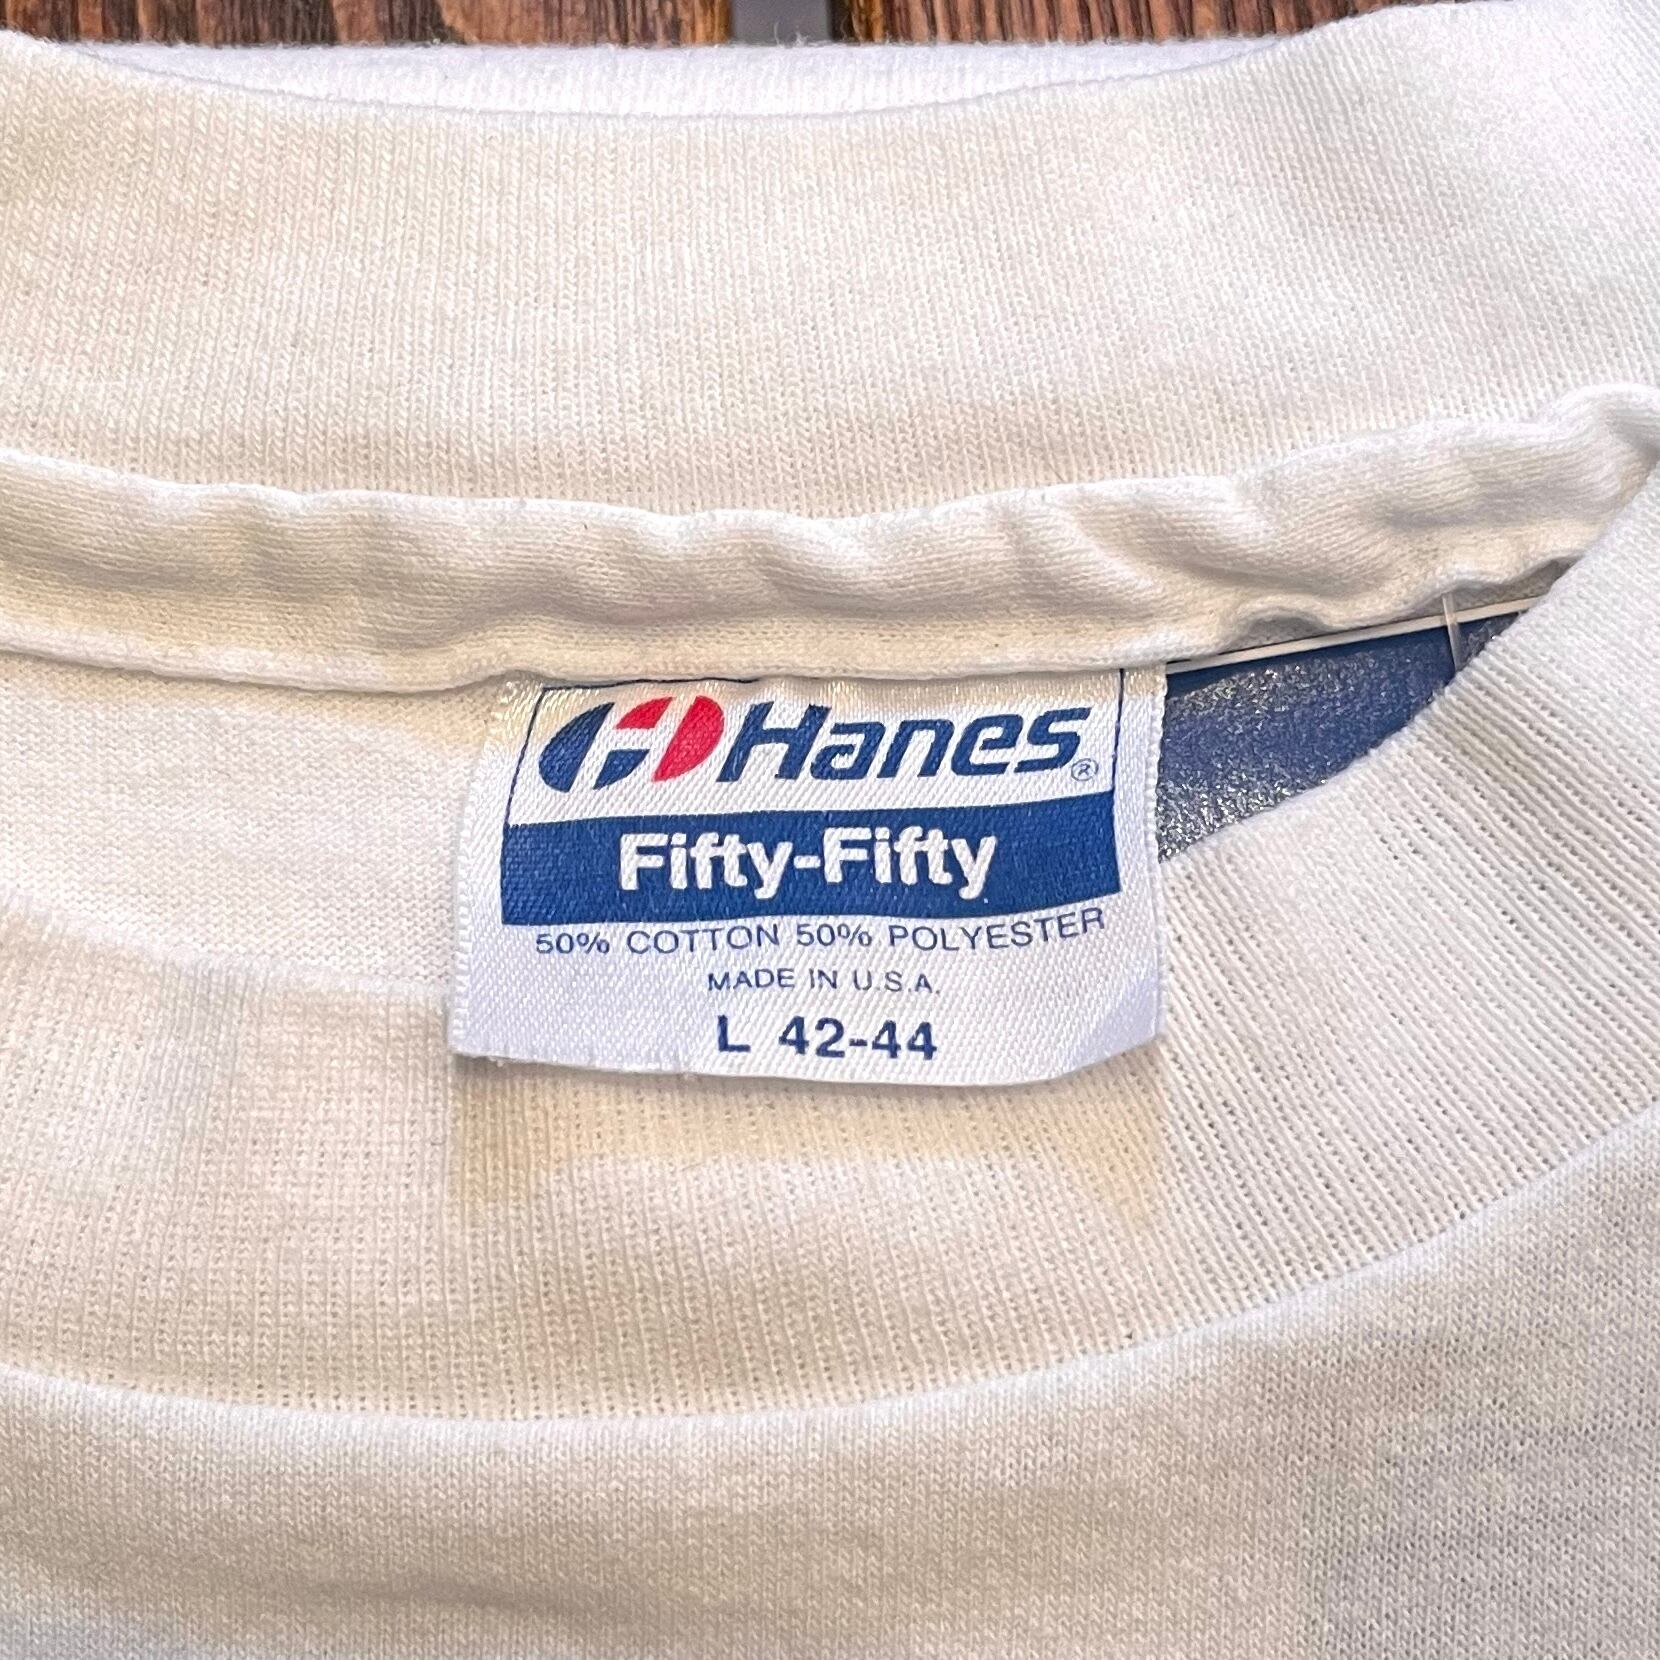 Hanes®
Fifty-Fifty
50% COTTON 50% POLYESTER
MADE IN U.S.A.
L 42-44